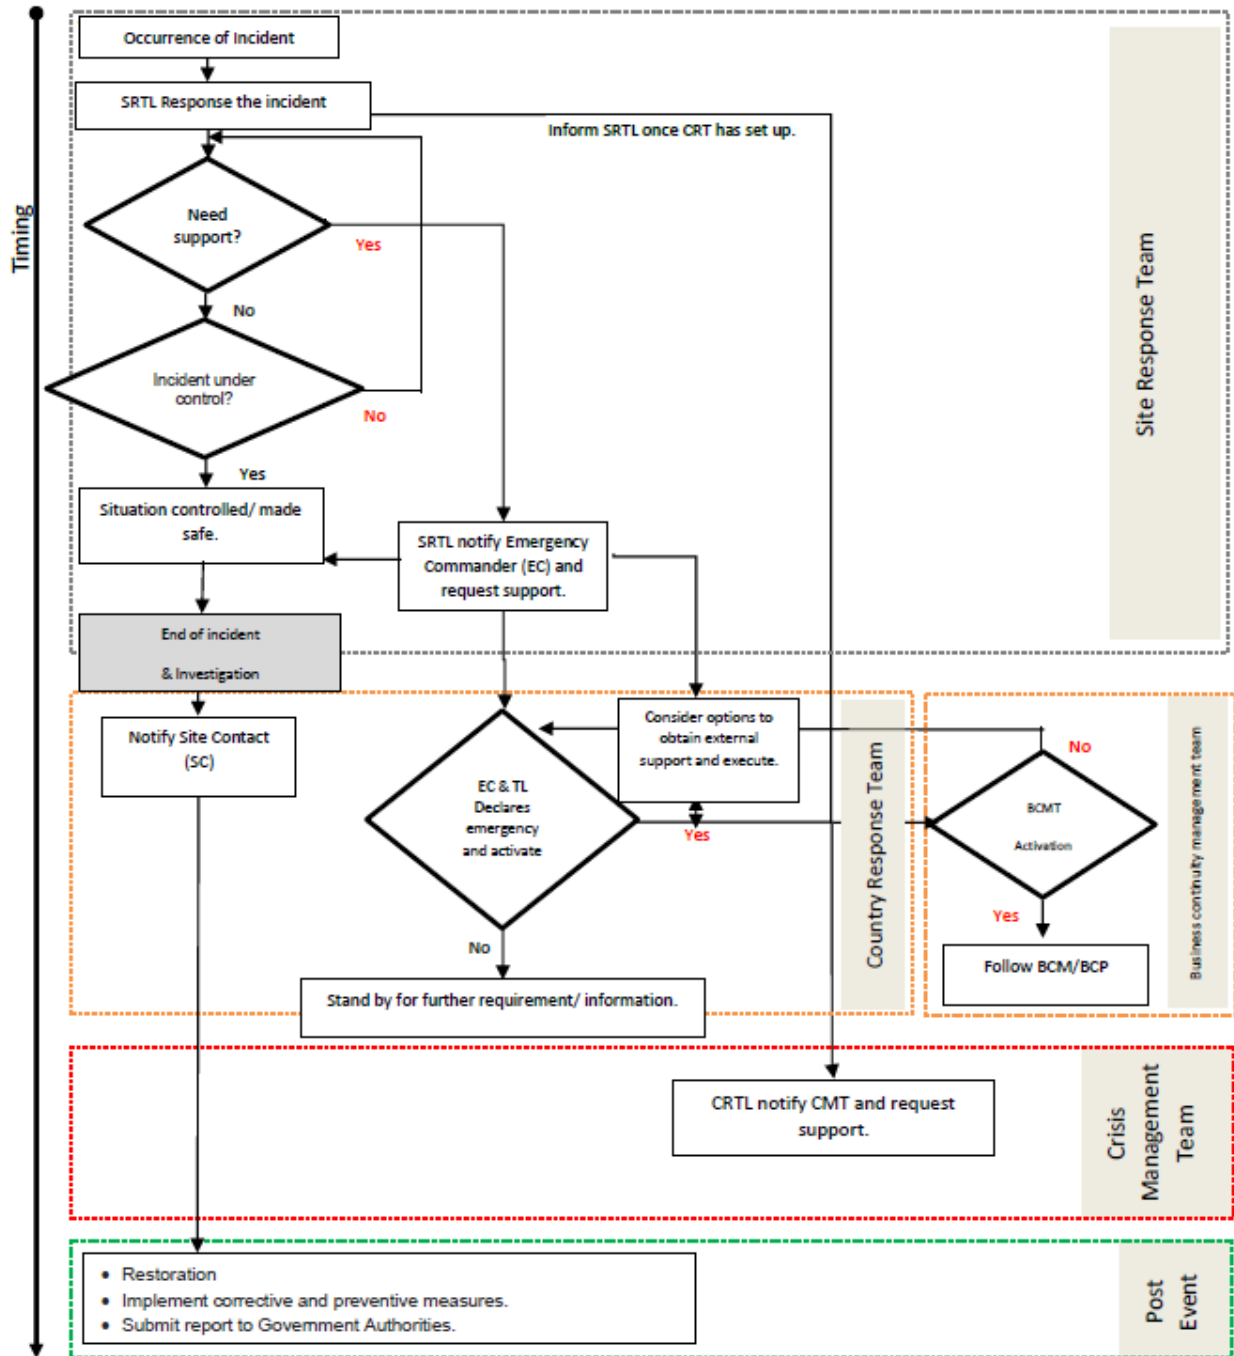 Timing
Occurrence of Incident
SRTL Response the incident
Inform SRTL once CRT has set up.
Need
support?
Yes
No
Incident under
control?
No
Yes
Situation controlled/ made
safe.
SRTL notify Emergency
Commander (EC) and
request support.
End of incident
& Investigation
Site Response Team
Notify Site Contact
(SC)
Consider options to
obtain external
support and execute.
EC & TL
Declares
emergency
and activate
Yes
No
Stand by for further requirement/ information.
Country Response Team
No
BCMT
Activation
Yes
Follow BCM/BCP
Business continuity management team
CRTL notify CMT and request
support.
Crisis
Management
Team
• Restoration
• Implement corrective and preventive measures.
• Submit report to Government Authorities.
Post
Event